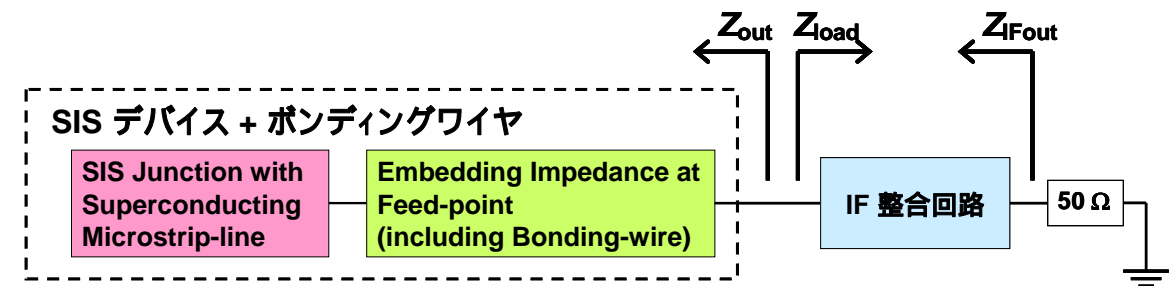 Zout Zload ZIFout
SIS デバイス + ボンディングワイヤ
SIS Junction with
Superconducting
Microstrip-line
Embedding Impedance at
Feed-point
(including Bonding-wire)
IF 整合回路
50 Ω